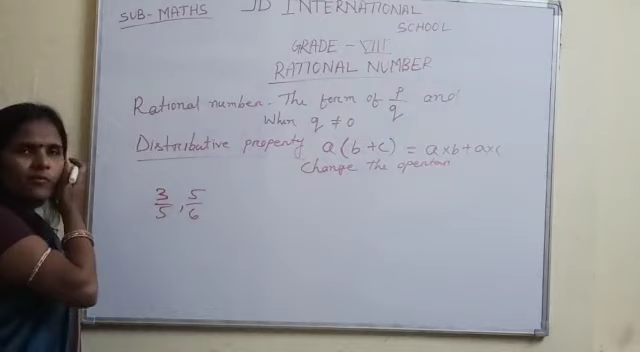 SUB- MATHS JD INTERNATIONAL
SCHOOL
GRADE - VIII
RATIONAL NUMBER
Rational number. The form of p/q and
When q ≠ 0
Distributive property a(b+c) = a×b+a×c
Change the operation
3/5, 5/6